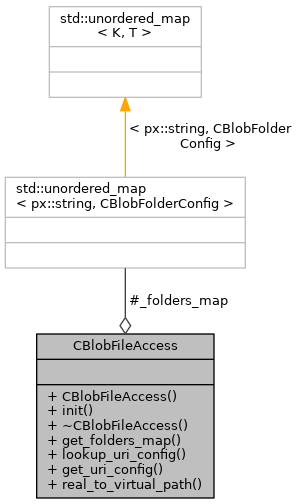 std::unordered_map
< K, T >
< px::string, CBlobFolder
Config >
std::unordered_map
< px::string, CBlobFolderConfig >
#_folders_map
CBlobFileAccess
+ CBlobFileAccess()
+ init()
+ ~CBlobFileAccess()
+ get_folders_map()
+ lookup_uri_config()
+ get_uri_config()
+ real_to_virtual_path()